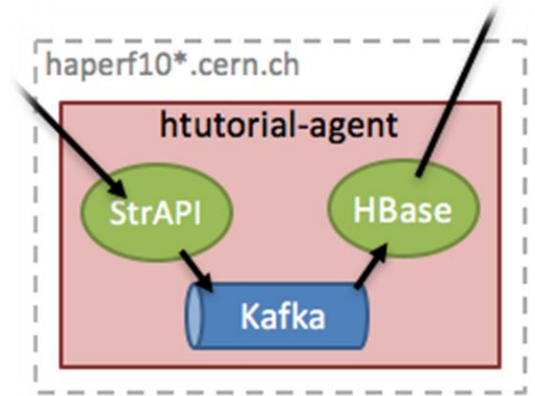 haperf10*.cern.ch
htutorial-agent
StrAPI
HBase
Kafka